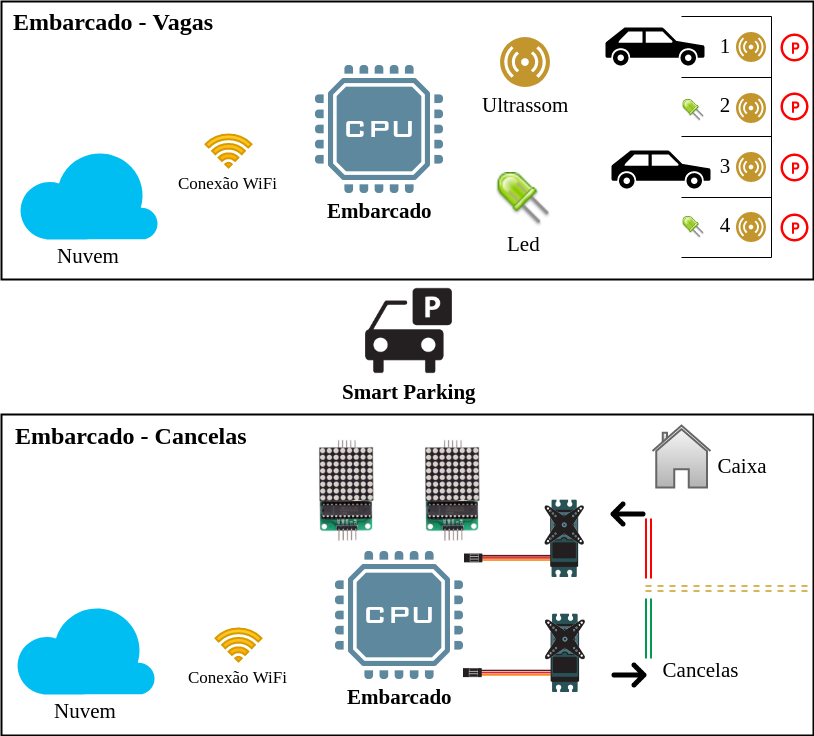 Embarcado - Vagas
1
P
CPU
Ultrassom
2
P
Conexão WiFi
3
P
Embarcado
4
P
Nuvem
Led
P
Smart Parking
Embarcado - Cancelas
Caixa
CPU
Conexão WiFi
Cancelas
Embarcado
Nuvem